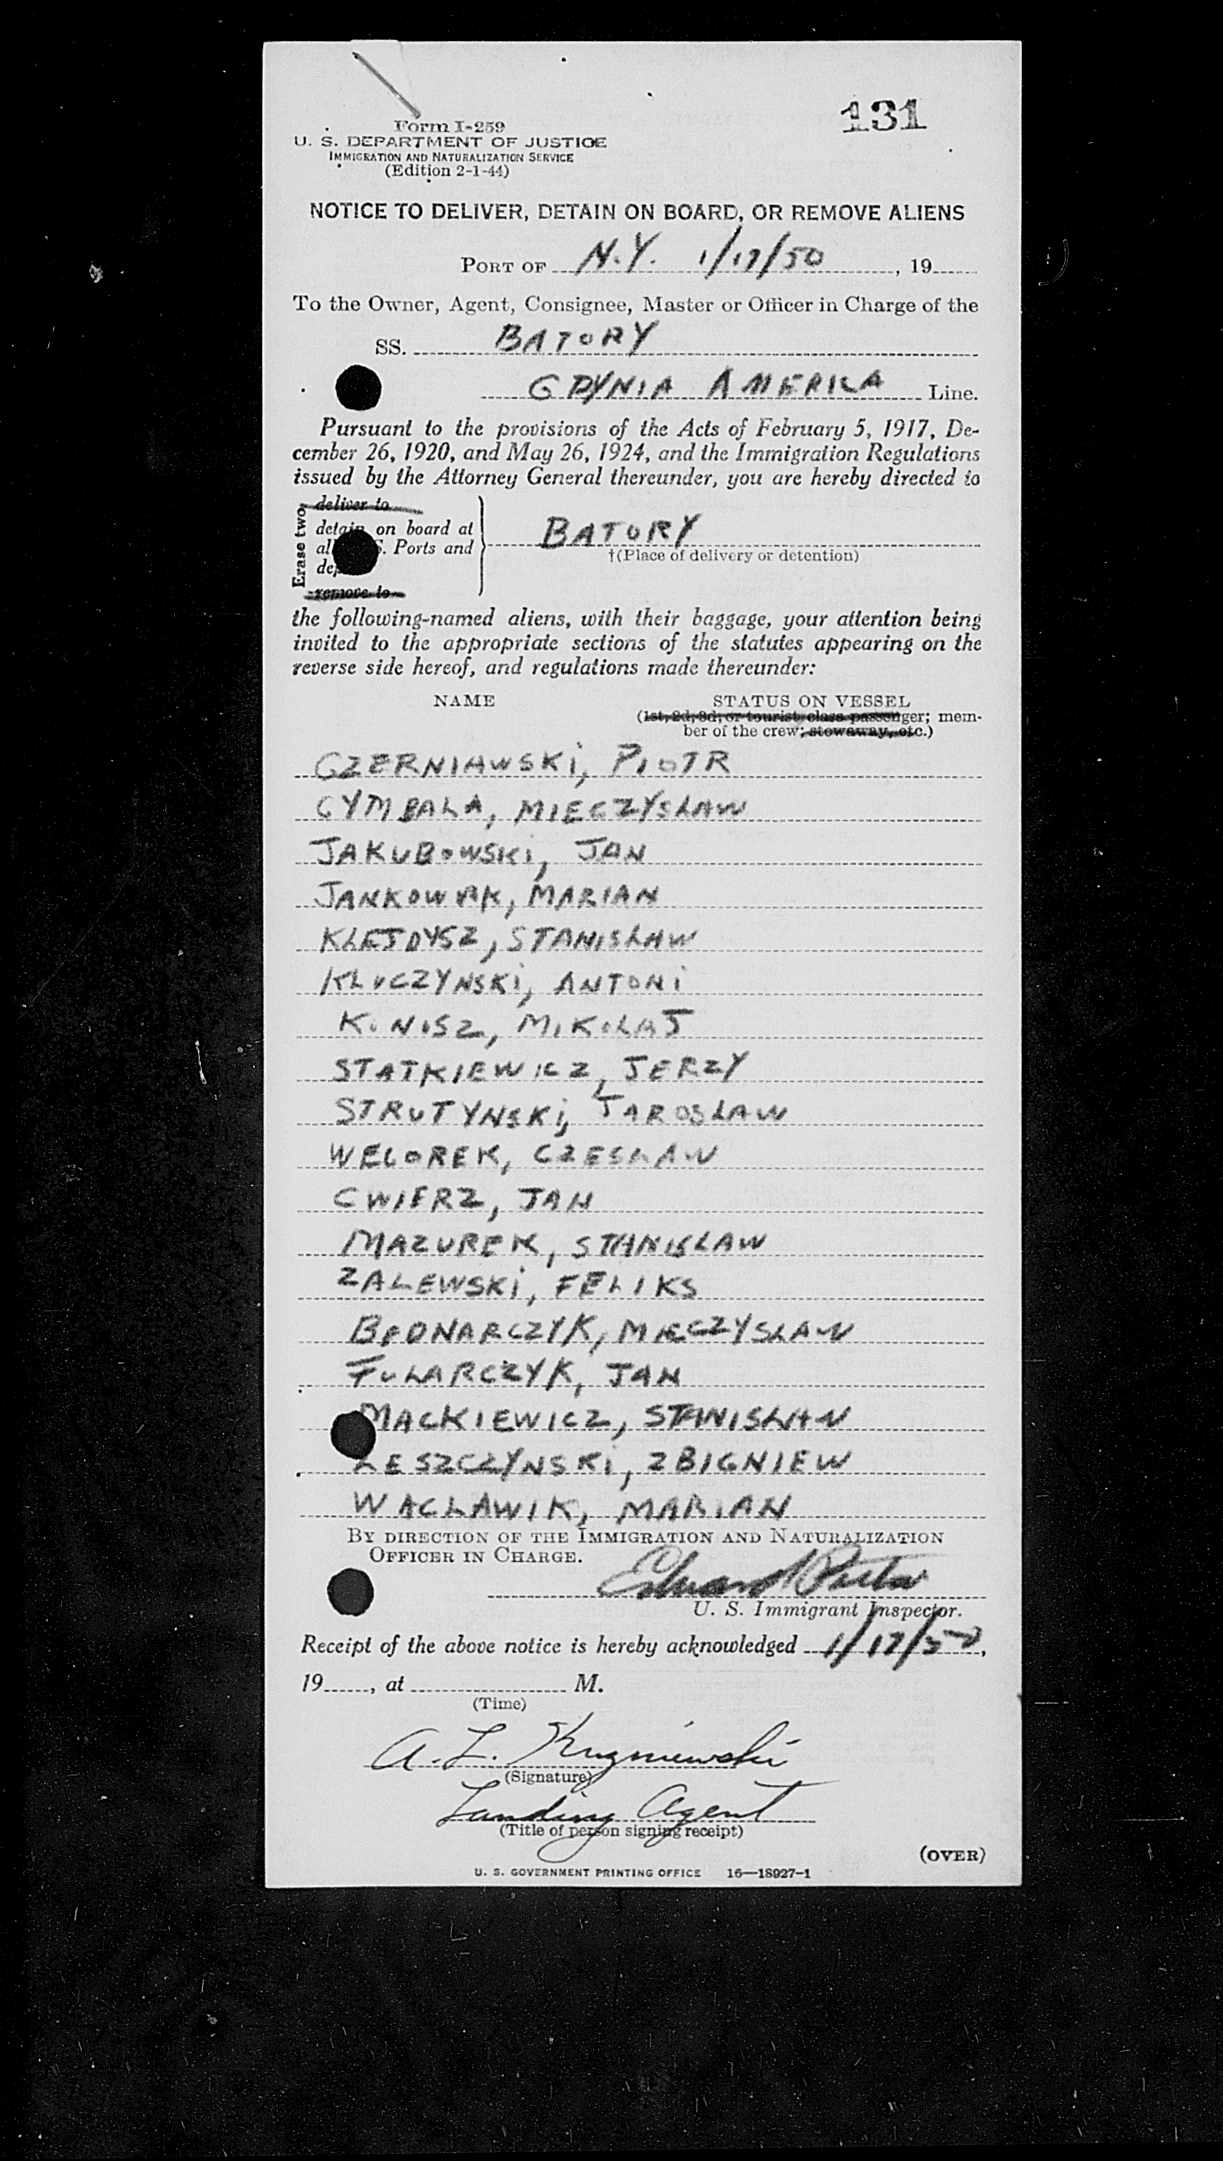 131
Form I-259
U. S. DEPARTMENT OF JUSTICE
IMMIGRATION AND NATURALIZATION SERVICE
(Edition 2-1-44)
NOTICE TO DELIVER, DETAIN ON BOARD, OR REMOVE ALIENS
PORT OF N.Y. 1/17/50, 19
To the Owner, Agent, Consignee, Master or Officer in Charge of the
SS. BATORY
GDYNIA AMERICA Line.
Pursuant to the provisions of the Acts of February 5, 1917, De-
cember 26, 1920, and May 26, 1924, and the Immigration Regulations
issued by the Attorney General thereunder, you are hereby directed to
Erase two
deliver to
detain on board at
Ports and
BATORY
†(Place of delivery or detention)
remove to
the following-named aliens, with their baggage, your attention being
invited to the appropriate sections of the statutes appearing on the
reverse side hereof, and regulations made thereunder:
NAME STATUS ON VESSEL
(1st, 2d, 3d, or tourist class passenger; mem-
ber of the crew; stowaway, etc.)
CZERNIAWSKI, PIOTR
CYMBALA, MIECZYSLAW
JAKUBOWSKI, JAN
JANKOWAK, MARIAN
KLEJDYSZ, STANISLAW
KLUCZYNSKI, ANTONI
KONISZ, MIKOLAJ
STATKIEWICZ, JERZY
STRUTYNSKI, JAROSLAW
WELOREK, CZESLAW
CWIERZ, JAN
MAZUREK, STANISLAW
ZALEWSKI, FELIKS
BEDNARCZYK, MIECZYSLAW
FULARCZYK, JAN
MACKIEWICZ, STANISLAW
LESZCZYNSKI, ZBIGNIEW
WACLAWIK, MARIAN
BY DIRECTION OF THE IMMIGRATION AND NATURALIZATION
OFFICER IN CHARGE.
Edward
U. S. Immigrant Inspector.
Receipt of the above notice is hereby acknowledged 1/17/50,
19, at M.
(Time)
A. L. Kuzniewski
(Signature)
Landing Agent
(Title of person signing receipt)
(OVER)
U. S. GOVERNMENT PRINTING OFFICE 16—18927-1